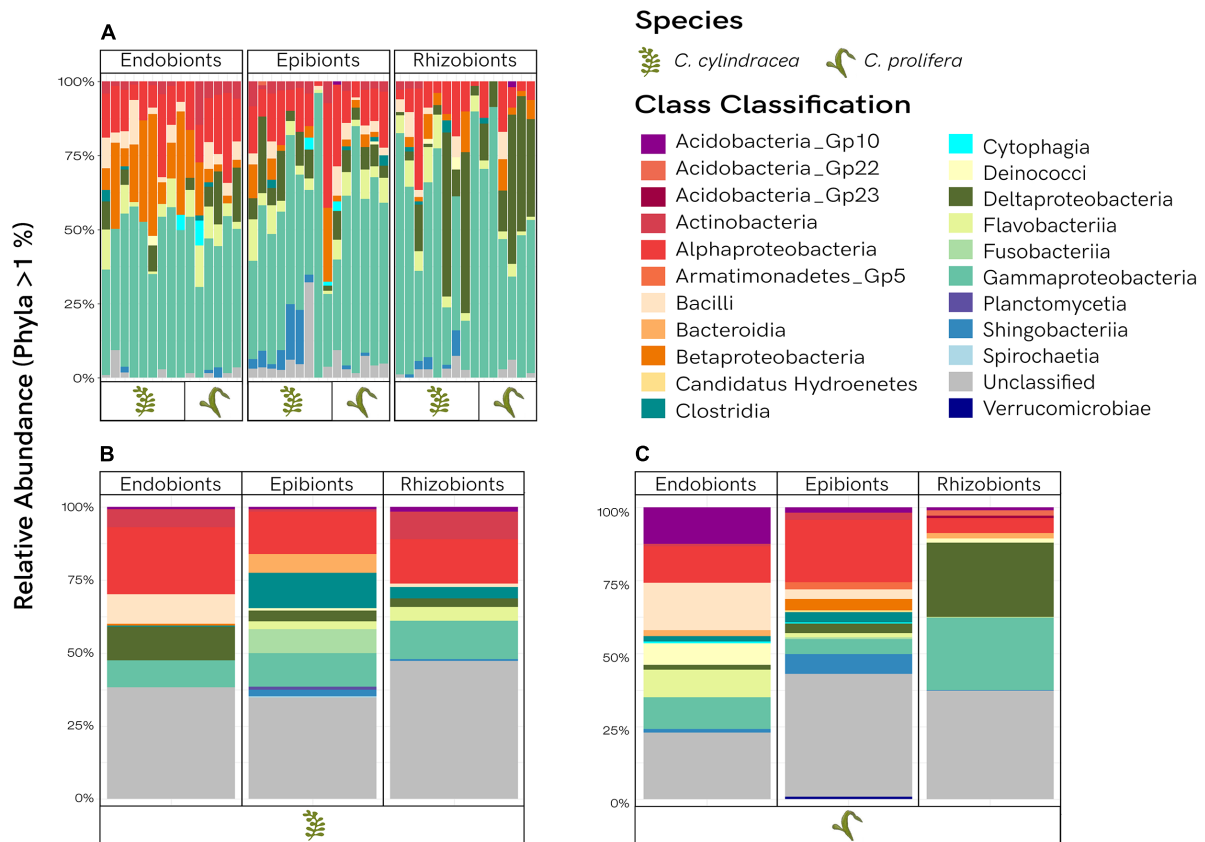 A
Endobionts Epibionts Rhizobionts
100%
75%
50%
25%
0%
Relative Abundance (Phyla >1 %)
Species
C. cylindracea C. prolifera
Class Classification
Acidobacteria_Gp10
Acidobacteria_Gp22
Acidobacteria_Gp23
Actinobacteria
Alphaproteobacteria
Armatimonadetes_Gp5
Bacilli
Bacteroidia
Betaproteobacteria
Candidatus Hydroenetes
Clostridia
Cytophagia
Deinococci
Deltaproteobacteria
Flavobacteriia
Fusobacteriia
Gammaproteobacteria
Planctomycetia
Shingobacteriia
Spirochaetia
Unclassified
Verrucomicrobiae
B
Endobionts Epibionts Rhizobionts
100%
75%
50%
25%
0%
C
Endobionts Epibionts Rhizobionts
100%
75%
50%
25%
0%